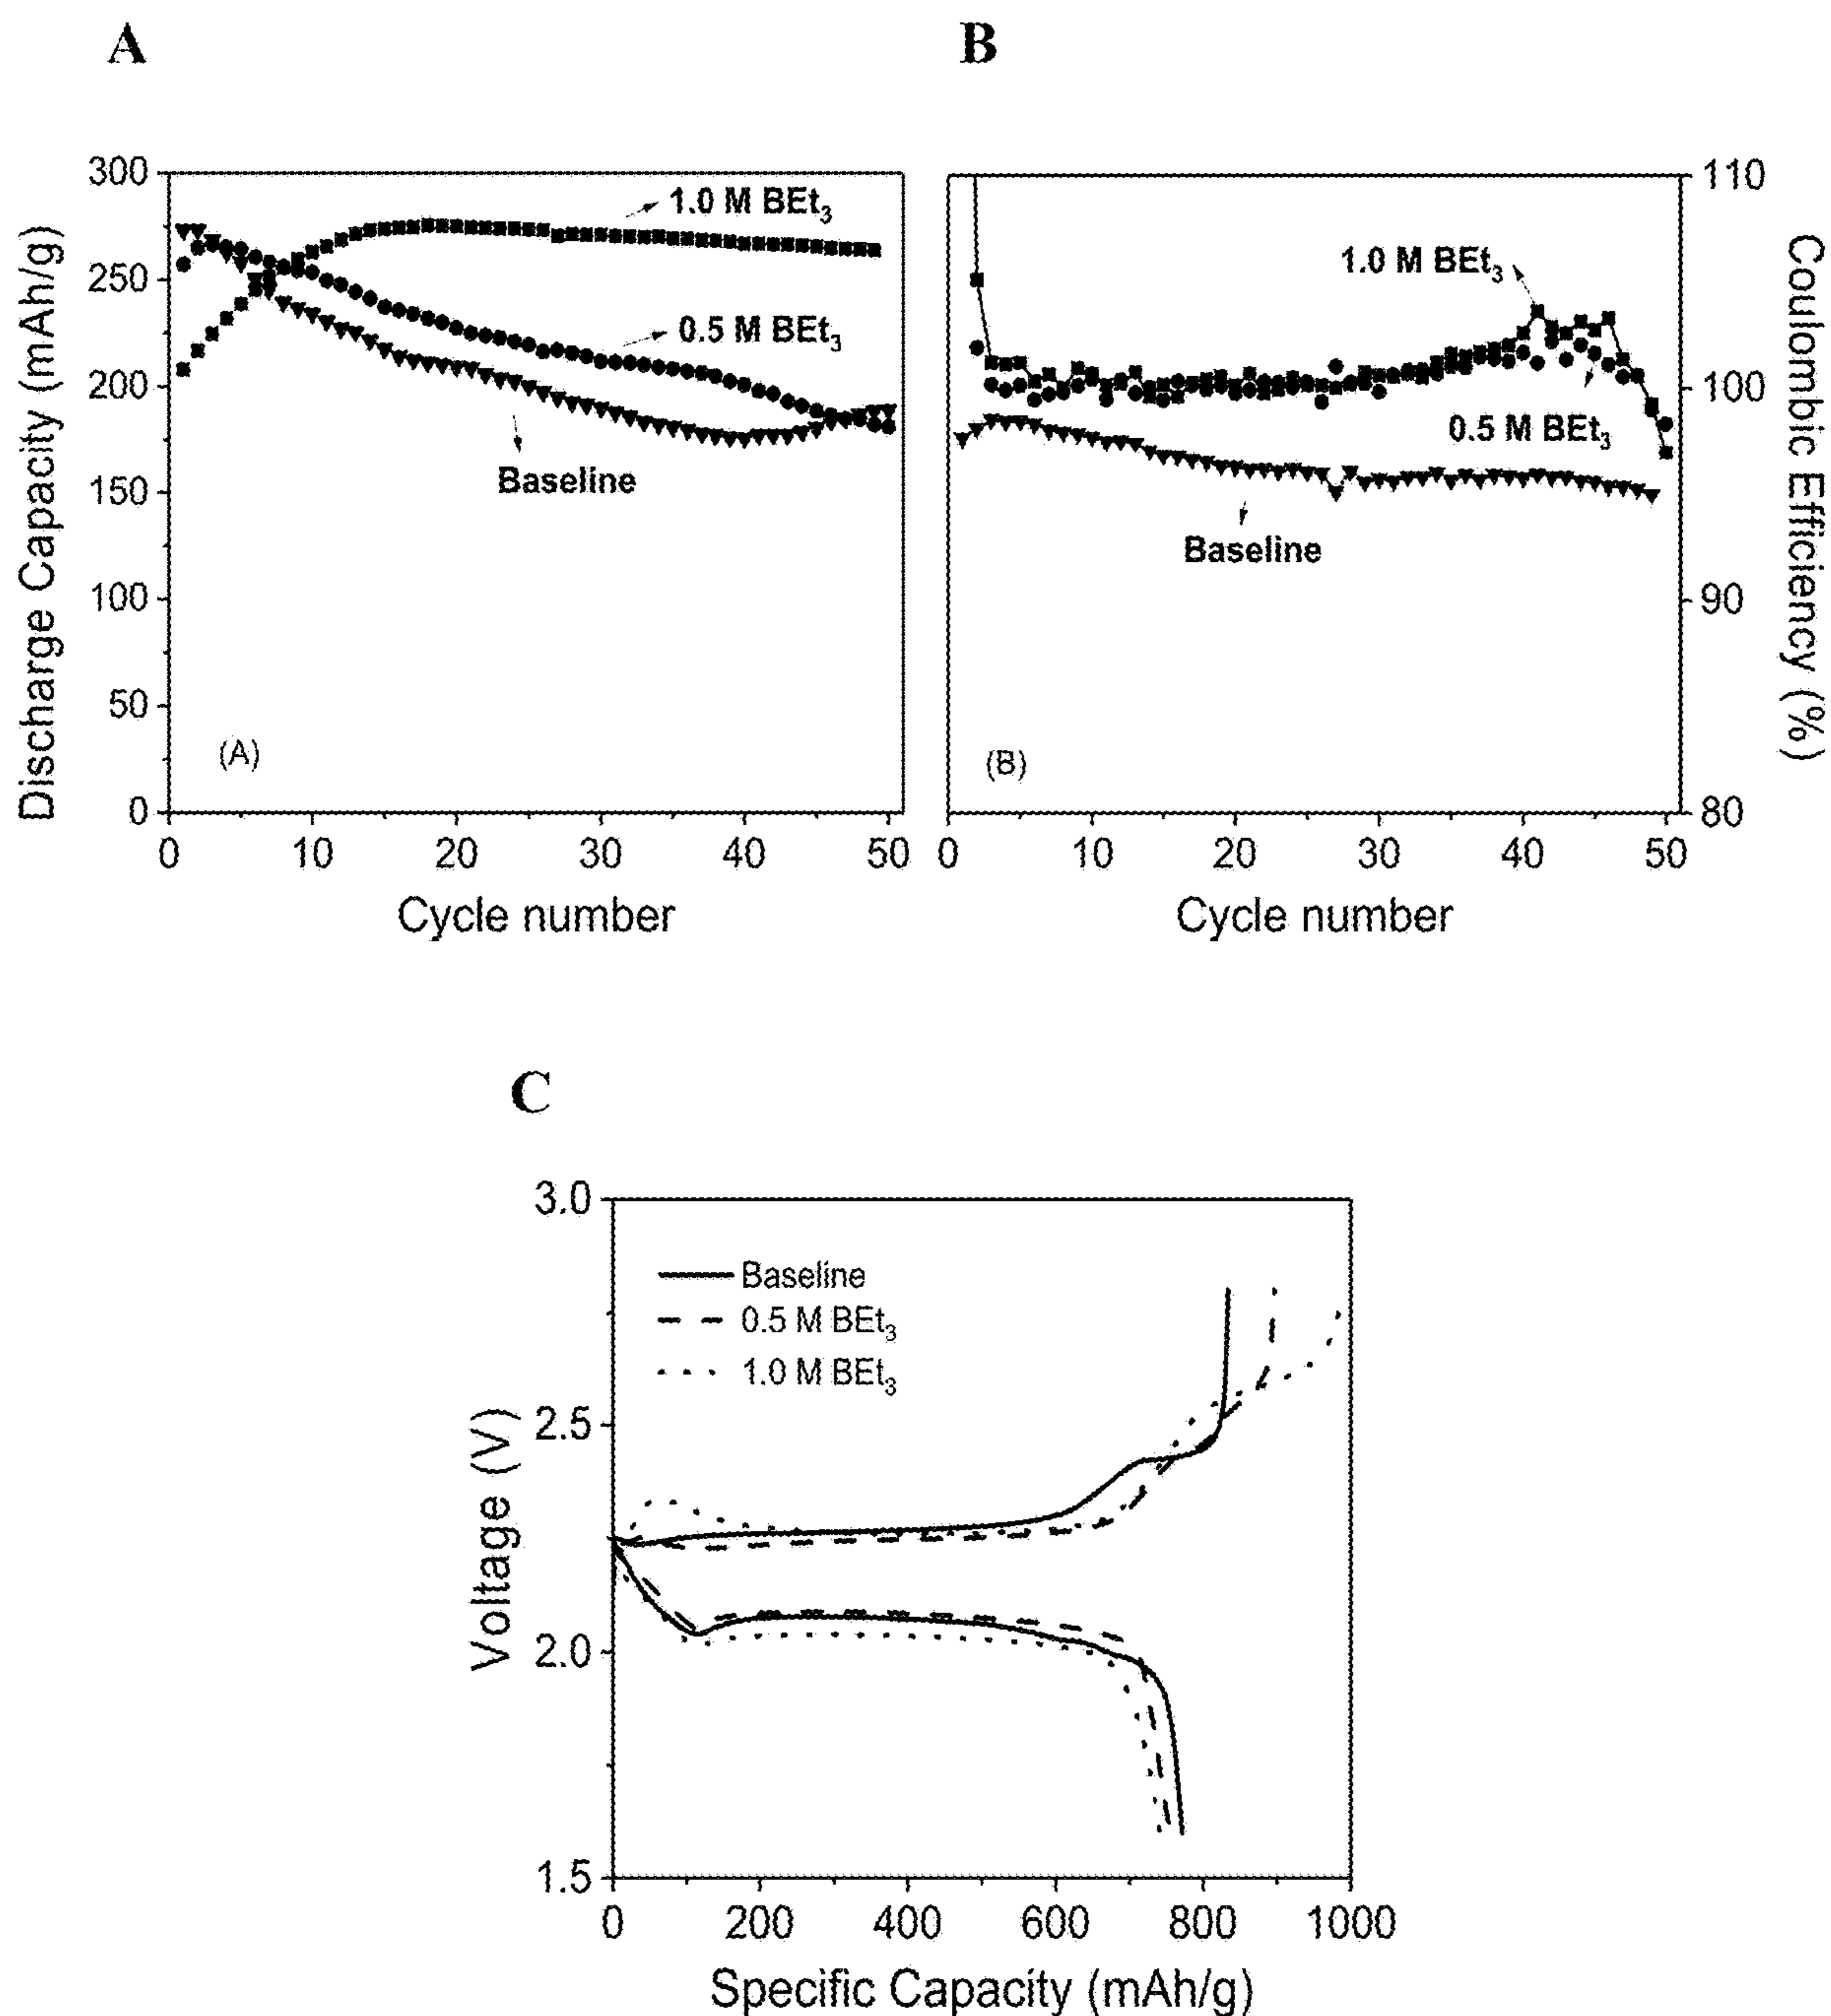 A
B
300
250
200
150
100
50
0
Discharge Capacity (mAh/g)
1.0 M BEt₃
0.5 M BEt₃
Baseline
(A)
0 10 20 30 40 50
Cycle number
110
100
90
80
Coulombic Efficiency (%)
1.0 M BEt₃
0.5 M BEt₃
Baseline
(B)
0 10 20 30 40 50
Cycle number
C
3.0
2.5
2.0
1.5
Voltage (V)
Baseline
0.5 M BEt₃
1.0 M BEt₃
0 200 400 600 800 1000
Specific Capacity (mAh/g)